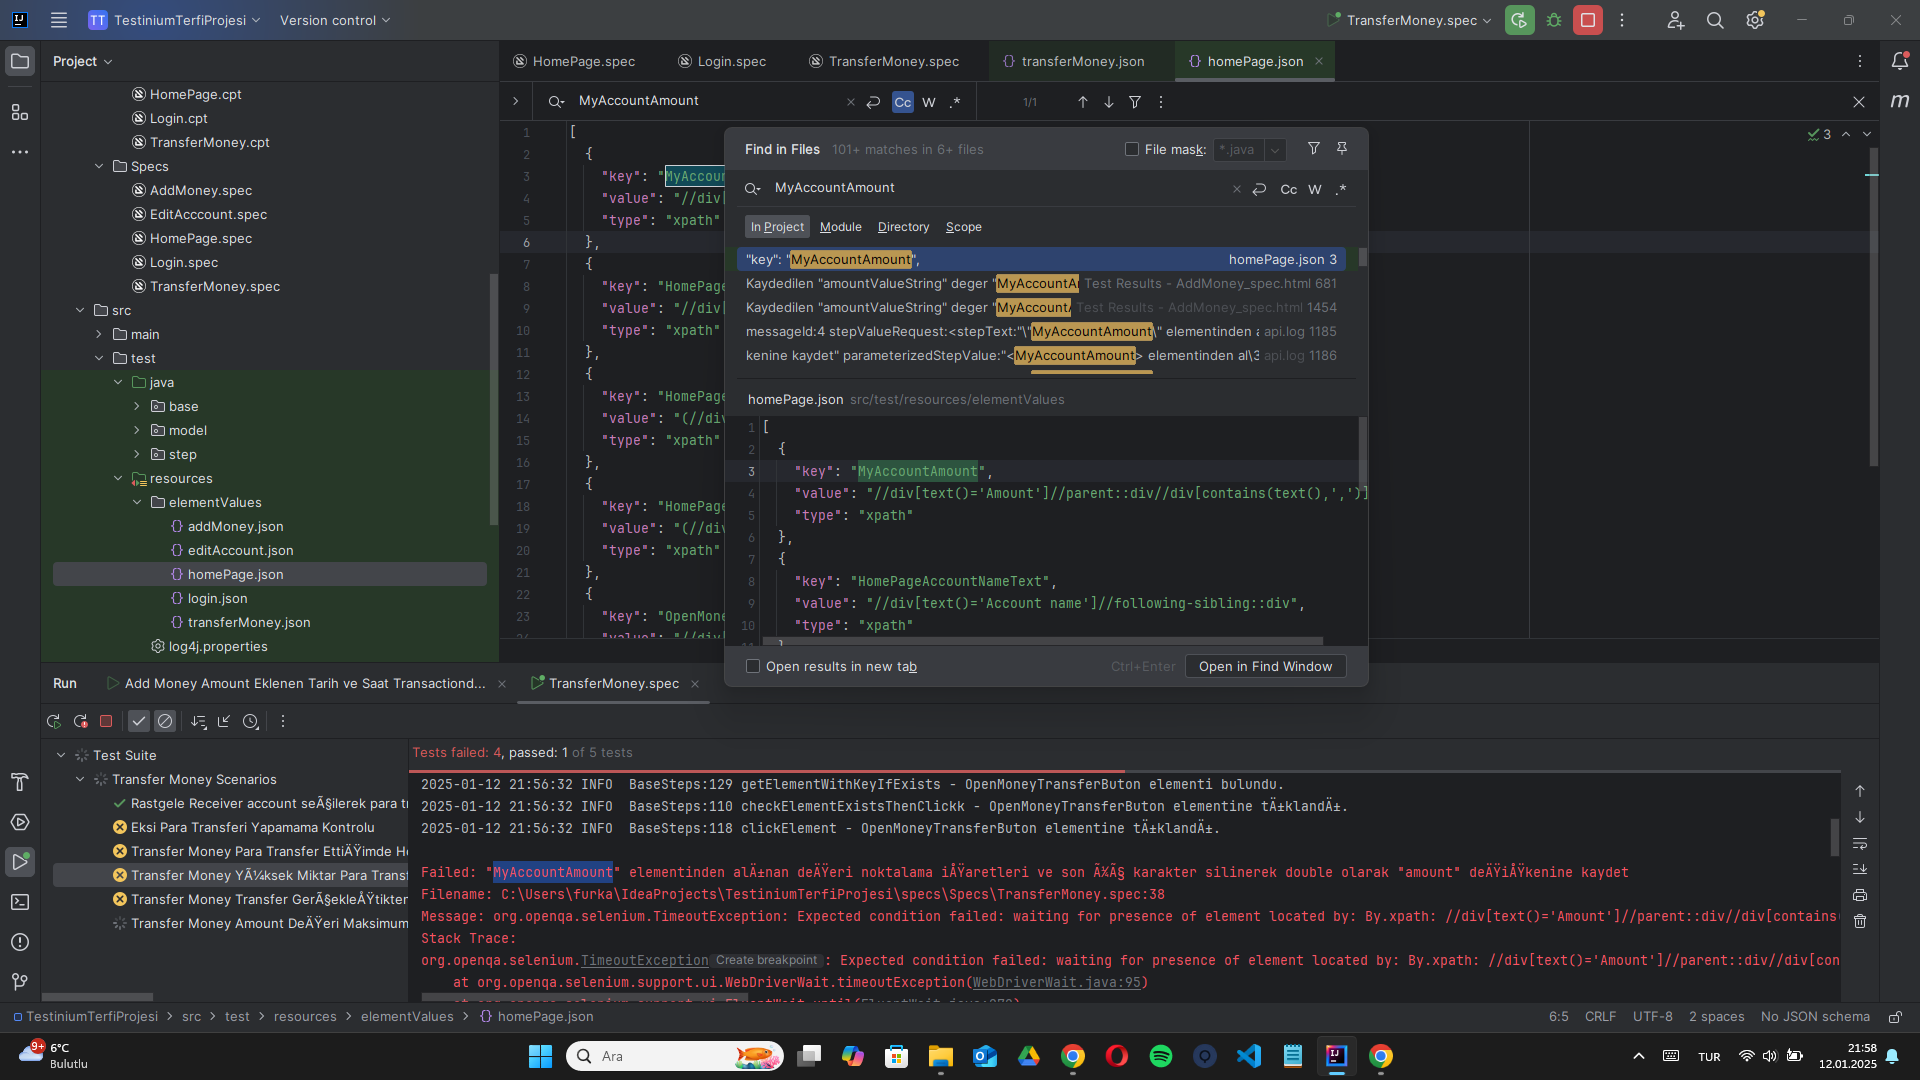 TT TestiniumTerfiProjesi Version control TransferMoney.spec
Project
HomePage.cpt
Login.cpt
TransferMoney.cpt
Specs
AddMoney.spec
EditAcccount.spec
HomePage.spec
Login.spec
TransferMoney.spec
src
main
test
java
base
model
step
resources
elementValues
addMoney.json
editAccount.json
homePage.json
login.json
transferMoney.json
log4j.properties
HomePage.spec Login.spec TransferMoney.spec transferMoney.json homePage.json
MyAccountAmount Cc W .* 1/1
3
1 [
2 {
3 "key": "MyAccoun
4 "value": "//div[
5 "type": "xpath"
6 },
7 {
8 "key": "HomePage
9 "value": "//div
10 "type": "xpath"
11 },
12 {
13 "key": "HomePage
14 "value": "(//div
15 "type": "xpath"
16 },
17 {
18 "key": "HomePage
19 "value": "(//div
20 "type": "xpath"
21 },
22 {
23 "key": "OpenMone
Find in Files 101+ matches in 6+ files File mask: *.java
MyAccountAmount Cc W .*
In Project Module Directory Scope
"key": "MyAccountAmount", homePage.json 3
Kaydedilen "amountValueString" deger "MyAccountA Test Results - AddMoney_spec.html 681
Kaydedilen "amountValueString" deger "MyAccount Test Results - AddMoney_spec.html 1454
messageId:4 stepValueRequest:<stepText:"\"MyAccountAmount\" elementinden a api.log 1185
kenine kaydet" parameterizedStepValue:"<MyAccountAmount> elementinden al\3 api.log 1186
homePage.json src/test/resources/elementValues
1 [
2 {
3 "key": "MyAccountAmount",
4 "value": "//div[text()='Amount']//parent::div//div[contains(text(),',')]
5 "type": "xpath"
6 },
7 {
8 "key": "HomePageAccountNameText",
9 "value": "//div[text()='Account name']//following-sibling::div",
10 "type": "xpath"
Open results in new tab Ctrl+Enter Open in Find Window
Run Add Money Amount Eklenen Tarih ve Saat Transactiond... TransferMoney.spec
Test Suite
Transfer Money Scenarios
Rastgele Receiver account seÃ§ilerek para tr
Eksi Para Transferi Yapamama Kontrolu
Transfer Money Para Transfer EttiÄŸimde He
Transfer Money YÃ¼ksek Miktar Para Transf
Transfer Money Transfer GerÃ§ekleÅŸtikter
Transfer Money Amount DeÄŸeri Maksimum
Tests failed: 4, passed: 1 of 5 tests
2025-01-12 21:56:32 INFO BaseSteps:129 getElementWithKeyIfExists - OpenMoneyTransferButon elementi bulundu.
2025-01-12 21:56:32 INFO BaseSteps:110 checkElementExistsThenClickk - OpenMoneyTransferButon elementine tÄ±klandÄ±.
2025-01-12 21:56:32 INFO BaseSteps:118 clickElement - OpenMoneyTransferButon elementine tÄ±klandÄ±.
Failed: "MyAccountAmount" elementinden alÄ±nan deÄŸeri noktalama iÅŸaretleri ve son Ã¼Ã§ karakter silinerek double olarak "amount" deÄŸiÅŸkenine kaydet
Filename: C:\Users\furka\IdeaProjects\TestiniumTerfiProjesi\specs\Specs\TransferMoney.spec:38
Message: org.openqa.selenium.TimeoutException: Expected condition failed: waiting for presence of element located by: By.xpath: //div[text()='Amount']//parent::div//div[contains(
Stack Trace:
org.openqa.selenium.TimeoutException Create breakpoint : Expected condition failed: waiting for presence of element located by: By.xpath: //div[text()='Amount']//parent::div//div[con
at org.openqa.selenium.support.ui.WebDriverWait.timeoutException(WebDriverWait.java:95)
TestiniumTerfiProjesi src test resources elementValues homePage.json 6:5 CRLF UTF-8 2 spaces No JSON schema
9+ 6°C
Bulutlu
Ara
TUR
21:58
12.01.2025